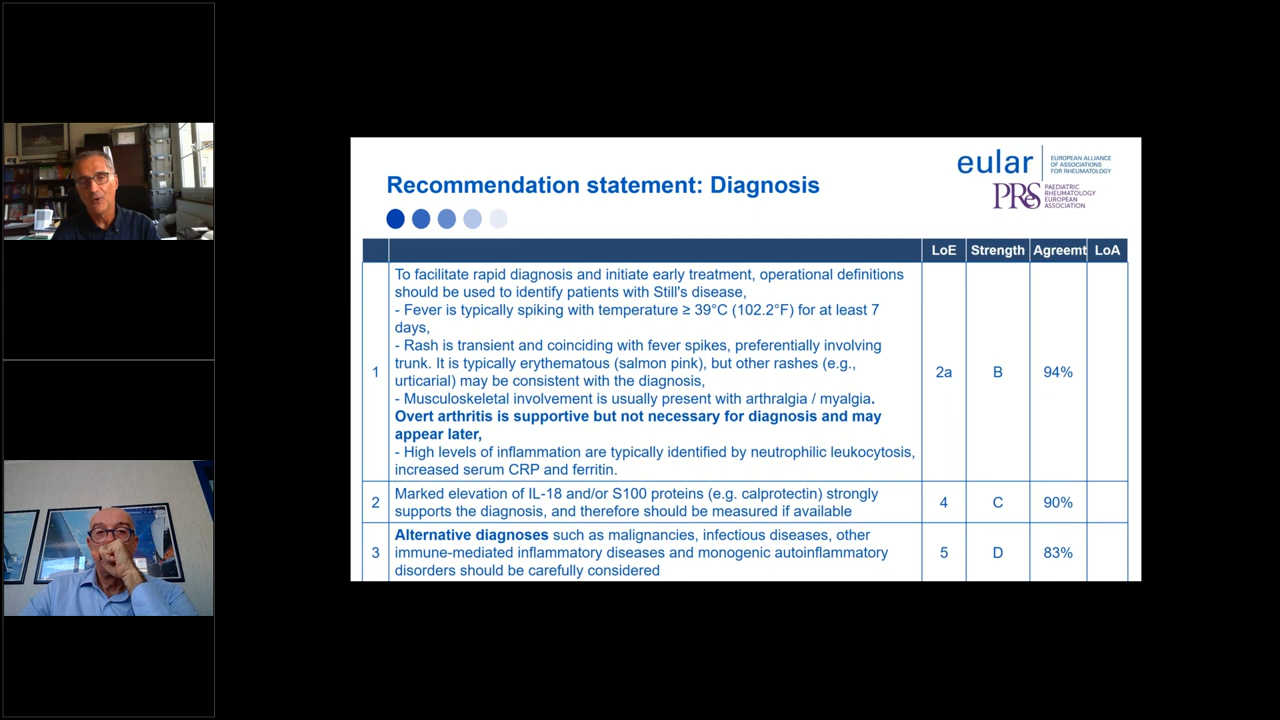 eular
EUROPEAN ALLIANCE
OF ASSOCIATIONS
FOR RHEUMATOLOGY
PReS
PAEDIATRIC
RHEUMATOLOGY
EUROPEAN
ASSOCIATION
Recommendation statement: Diagnosis
LoE Strength Agreemt LoA
1
To facilitate rapid diagnosis and initiate early treatment, operational definitions
should be used to identify patients with Still's disease,
- Fever is typically spiking with temperature ≥ 39°C (102.2°F) for at least 7
days,
- Rash is transient and coinciding with fever spikes, preferentially involving
trunk. It is typically erythematous (salmon pink), but other rashes (e.g.,
urticarial) may be consistent with the diagnosis,
- Musculoskeletal involvement is usually present with arthralgia / myalgia.
Overt arthritis is supportive but not necessary for diagnosis and may
appear later,
- High levels of inflammation are typically identified by neutrophilic leukocytosis,
increased serum CRP and ferritin.
2a B 94%
2
Marked elevation of IL-18 and/or S100 proteins (e.g. calprotectin) strongly
supports the diagnosis, and therefore should be measured if available
4 C 90%
3
Alternative diagnoses such as malignancies, infectious diseases, other
immune-mediated inflammatory diseases and monogenic autoinflammatory
disorders should be carefully considered
5 D 83%